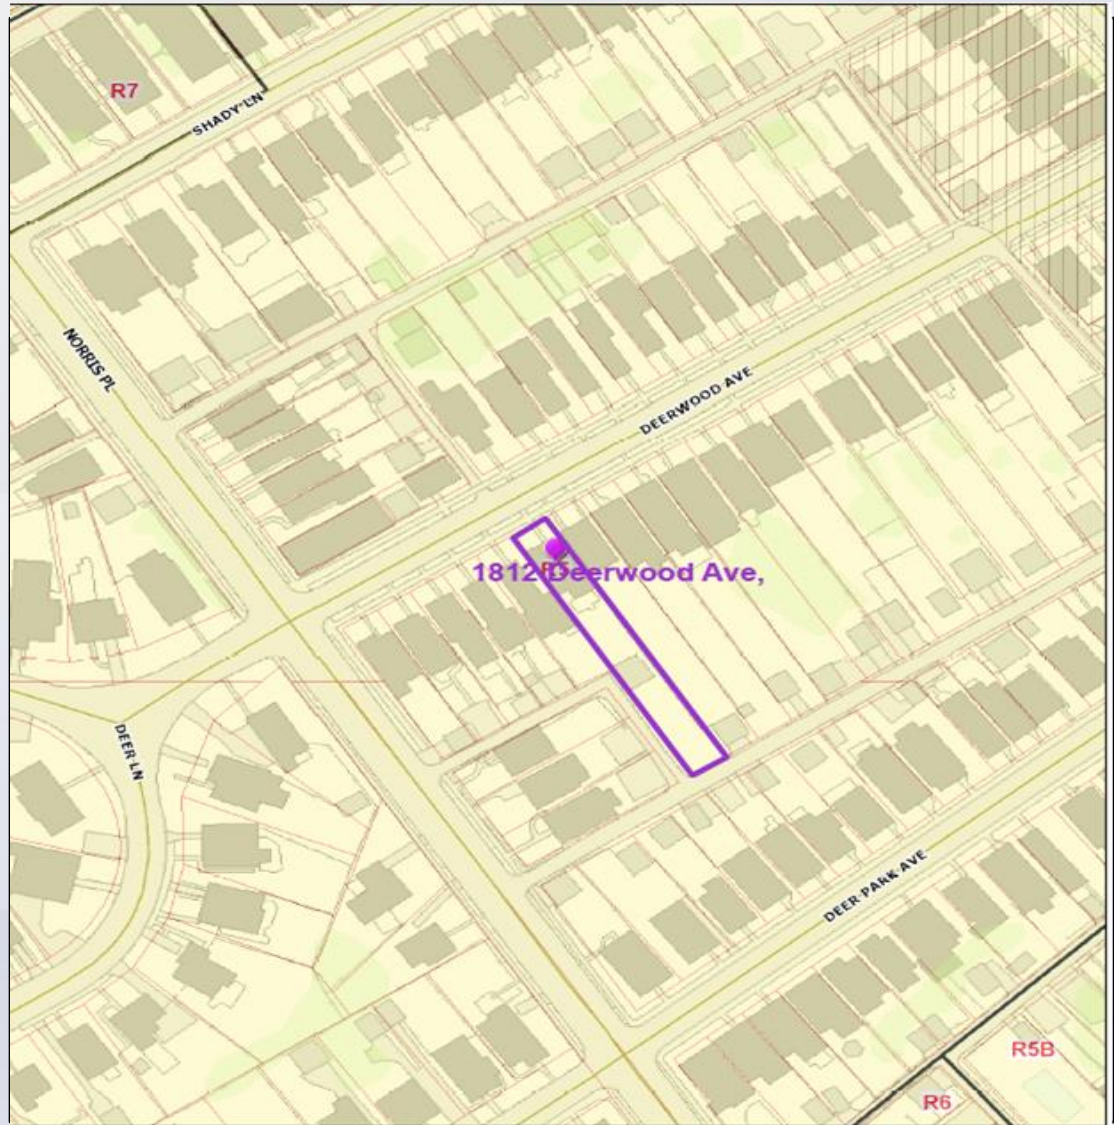 R7
SHADY LN
NORRIS PL
DEERWOOD AVE
1812 Deerwood Ave,
DEER LN
DEER PARK AVE
R5B
R6